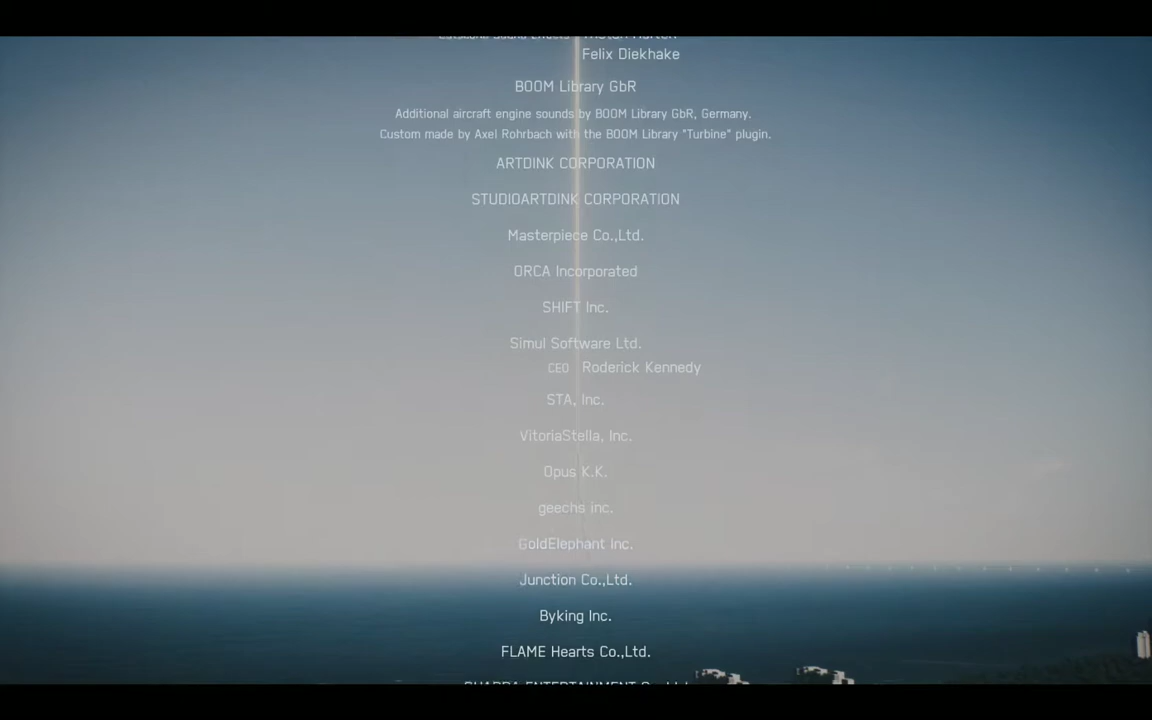 Felix Diekhake
BOOM Library GbR
Additional aircraft engine sounds by BOOM Library GbR, Germany.
Custom made by Axel Rohrbach with the BOOM Library "Turbine" plugin.
ARTDINK CORPORATION
STUDIOARTDINK CORPORATION
Masterpiece Co.,Ltd.
ORCA Incorporated
SHIFT Inc.
Simul Software Ltd.
CEO Roderick Kennedy
STA, Inc.
VitoriaStella, Inc.
Opus K.K.
geechs inc.
GoldElephant Inc.
Junction Co.,Ltd.
Byking Inc.
FLAME Hearts Co.,Ltd.